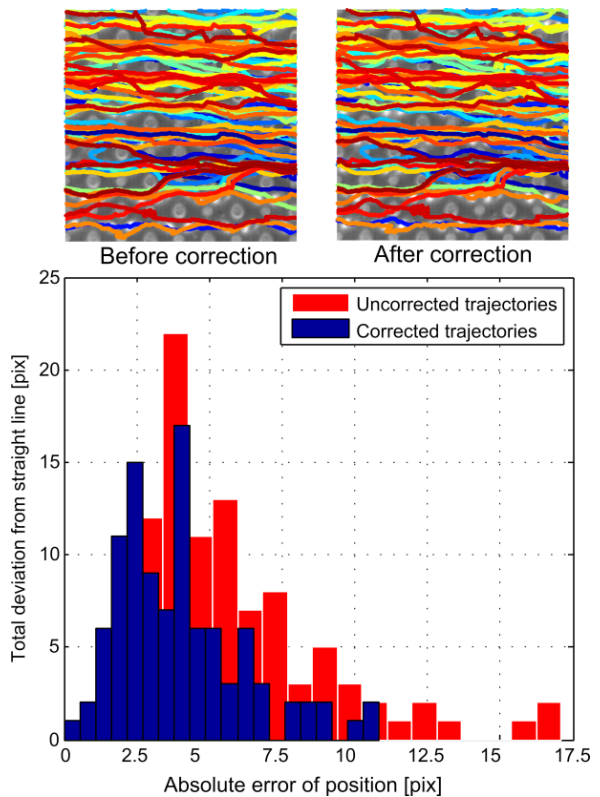 Before correction
After correction
Uncorrected trajectories
Corrected trajectories
Total deviation from straight line [pix]
25
20
15
10
5
0
0 2.5 5 7.5 10 12.5 15 17.5
Absolute error of position [pix]